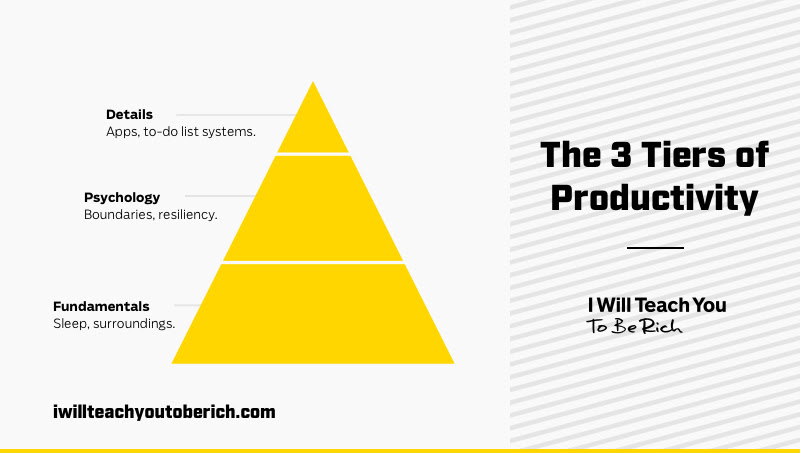 Details
Apps, to-do list systems.
Psychology
Boundaries, resiliency.
Fundamentals
Sleep, surroundings.
iwillteachyoutoberich.com
The 3 Tiers of
Productivity
I Will Teach You
To Be Rich